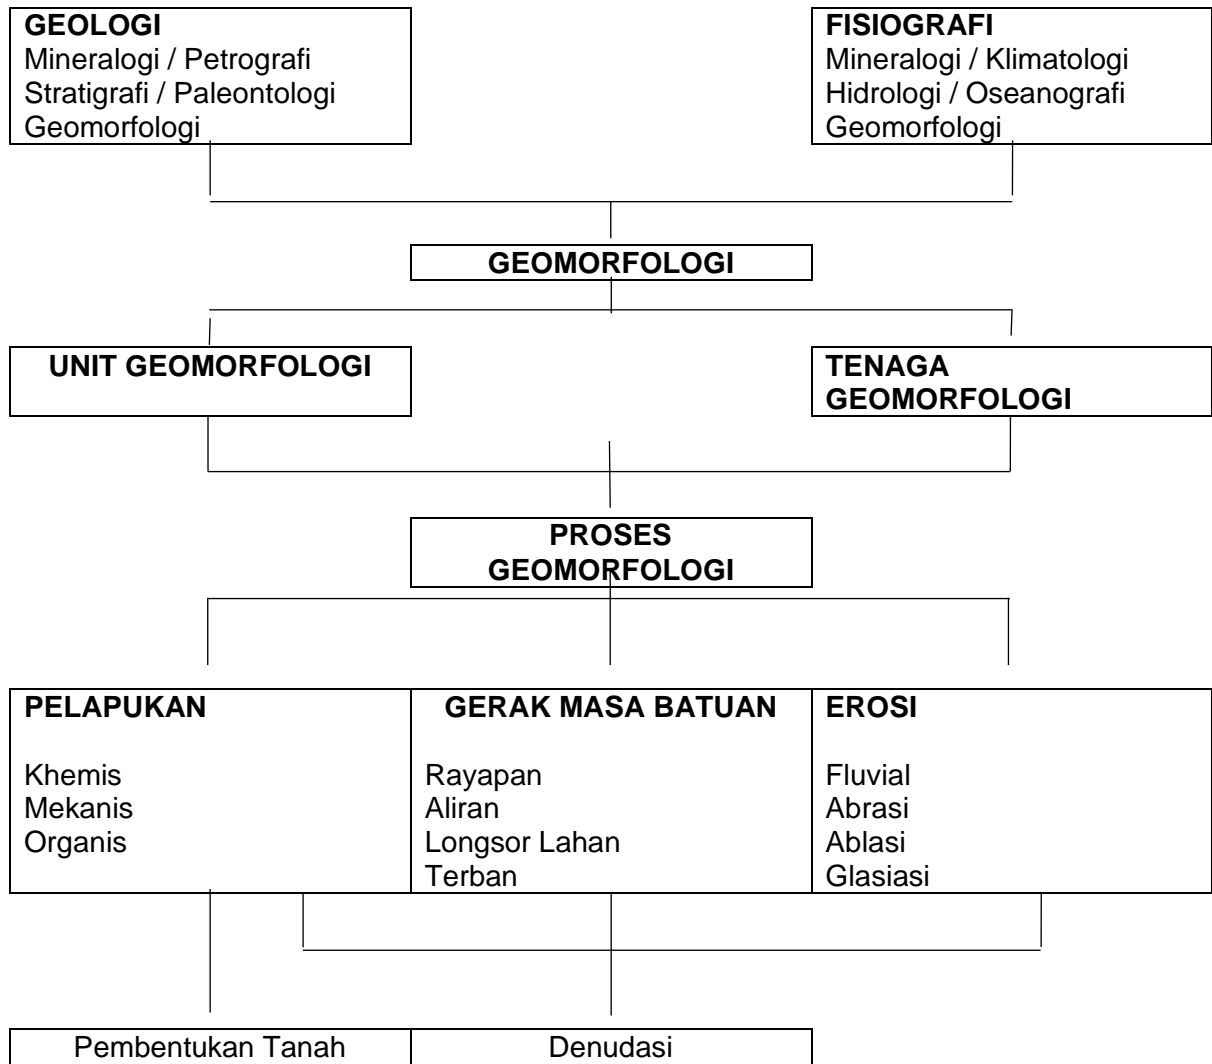 GEOLOGI
Mineralogi / Petrografi
Stratigrafi / Paleontologi
Geomorfologi
FISIOGRAFI
Mineralogi / Klimatologi
Hidrologi / Oseanografi
Geomorfologi
GEOMORFOLOGI
UNIT GEOMORFOLOGI
TENAGA
GEOMORFOLOGI
PROSES
GEOMORFOLOGI
PELAPUKAN
Khemis
Mekanis
Organis
GERAK MASA BATUAN
Rayapan
Aliran
Longsor Lahan
Terban
EROSI
Fluvial
Abrasi
Ablasi
Glasiasi
Pembentukan Tanah
Denudasi